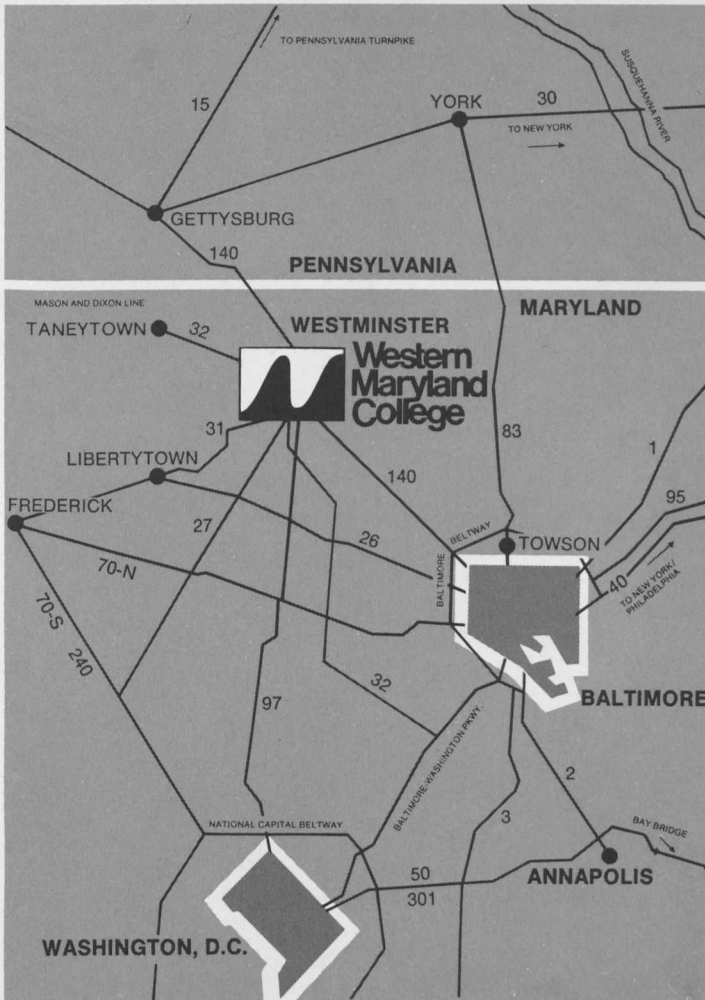 TO PENNSYLVANIA TURNPIKE
15
YORK
30
TO NEW YORK
SUSQUEHANNA RIVER
GETTYSBURG
140
PENNSYLVANIA
MASON AND DIXON LINE
MARYLAND
TANEYTOWN
32
WESTMINSTER
Western
Maryland
College
31
83
1
LIBERTYTOWN
140
95
FREDERICK
27
26
BELTWAY
TOWSON
70-N
BALTIMORE
40
TO NEW YORK/
PHILADELPHIA
70-S
240
97
32
BALTIMORE
BALTIMORE-WASHINGTON PKWY.
2
3
NATIONAL CAPITAL BELTWAY
BAY BRIDGE
50
301
ANNAPOLIS
WASHINGTON, D.C.